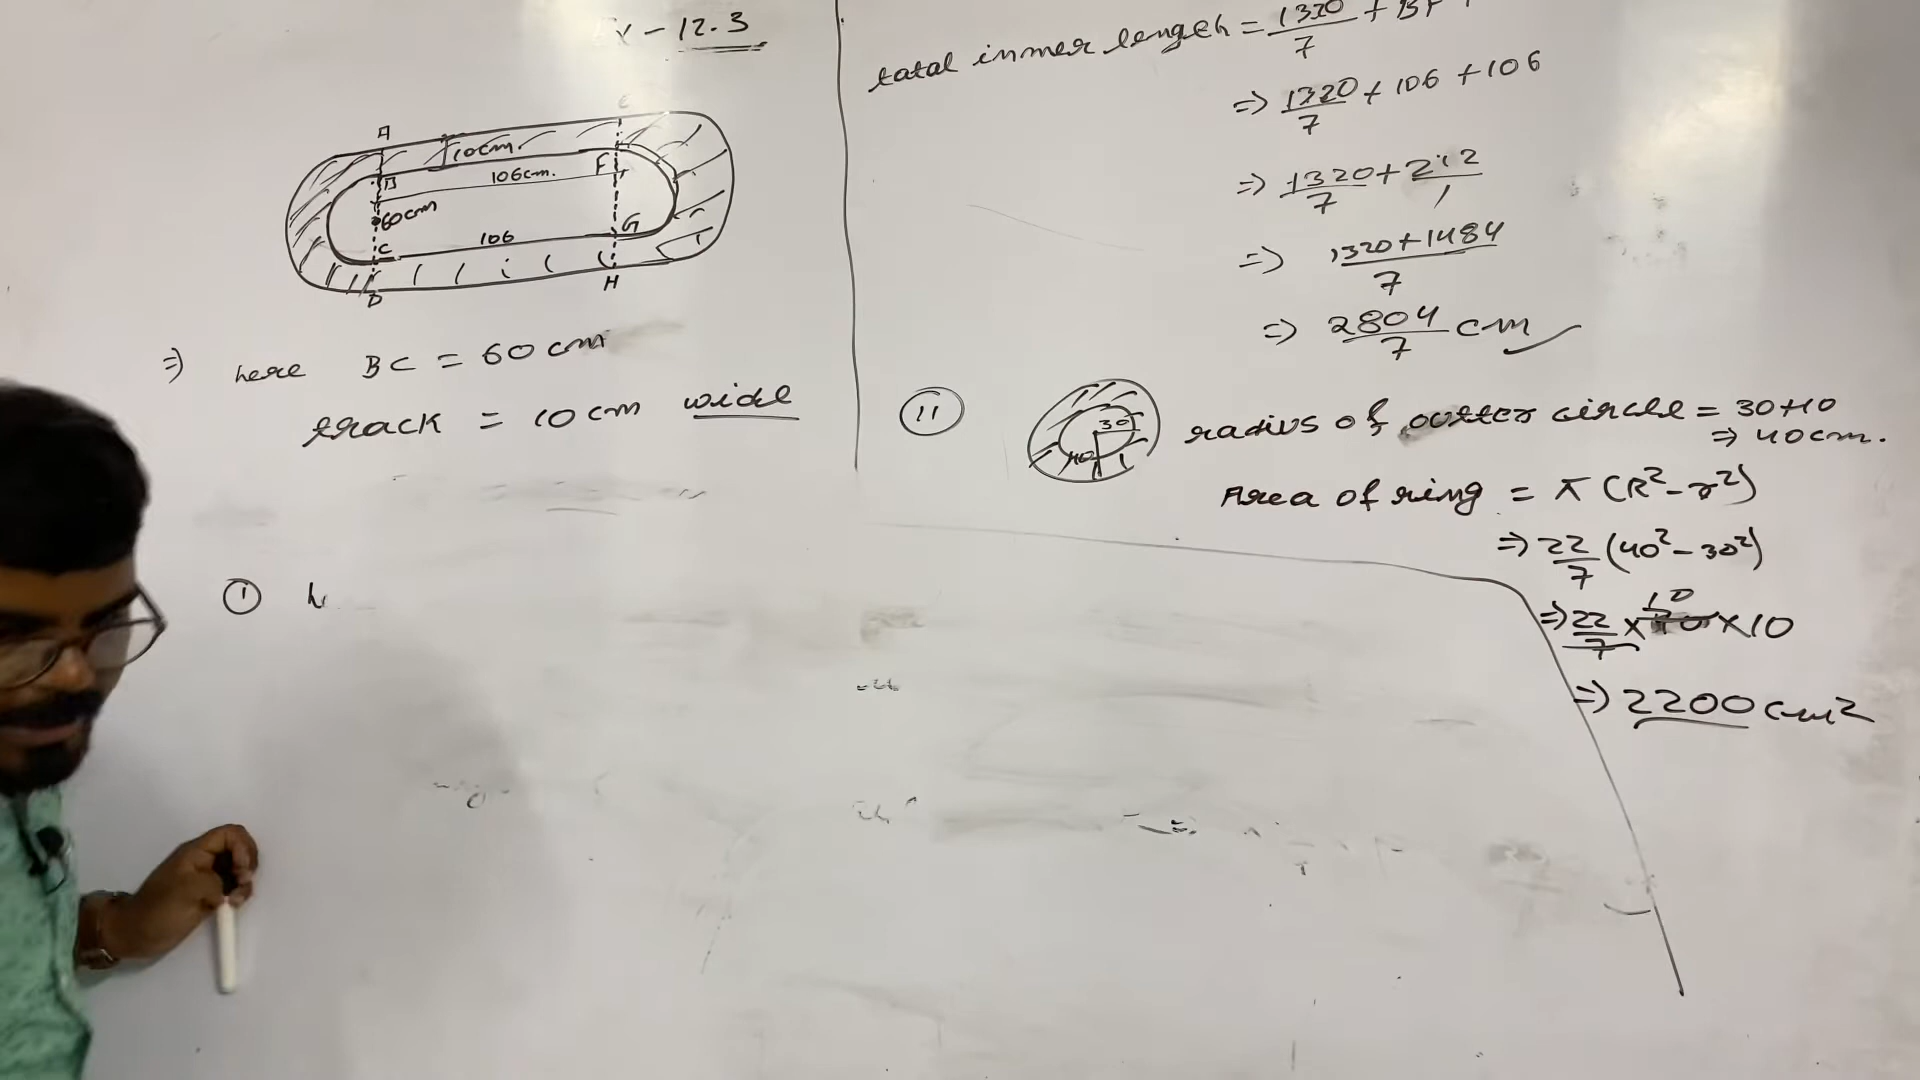 - 12.3
A
E
10cm.
B
106cm.
F
60cm
C
106
G
D
H
=> here BC = 60 cm
track = 10 cm wide
① h
total inner length = 1320/7 + BF
=> 1320/7 + 106 + 106
=> 1320/7 + 212/1
=> 1320+1484/7
=> 2804/7 cm
11
30
40
radius of outter circle = 30+10
=> 40cm.
Area of ring = π (R²-r²)
=> 22/7 (40²-30²)
=> 22/7 × 10 × 10
=> 2200 cm²